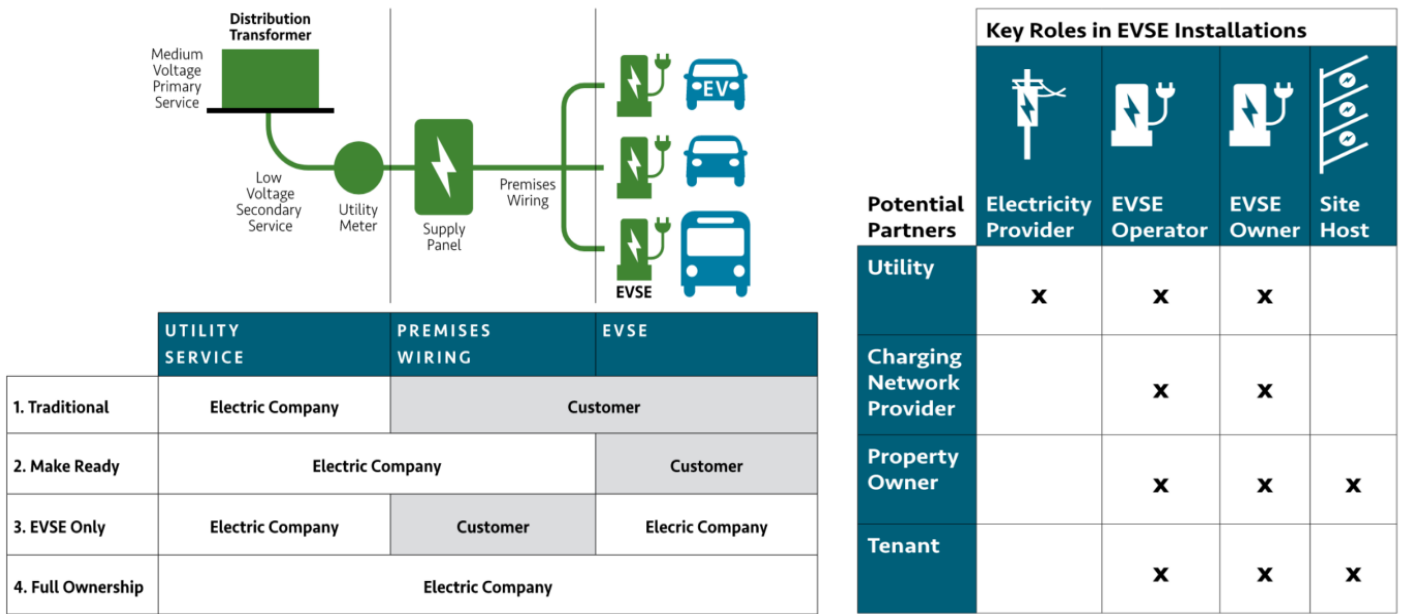 Distribution
Transformer
Medium
Voltage
Primary
Service
Low
Voltage
Secondary
Service
Utility
Meter
Supply
Panel
Premises
Wiring
EV
EVSE
UTILITY
SERVICE
PREMISES
WIRING
EVSE
1. Traditional
Electric Company
Customer
2. Make Ready
Electric Company
Customer
3. EVSE Only
Electric Company
Customer
Elecric Company
4. Full Ownership
Electric Company
Key Roles in EVSE Installations
Potential
Partners
Electricity
Provider
EVSE
Operator
EVSE
Owner
Site
Host
Utility
x x x
Charging
Network
Provider
x x
Property
Owner
x x x
Tenant
x x x